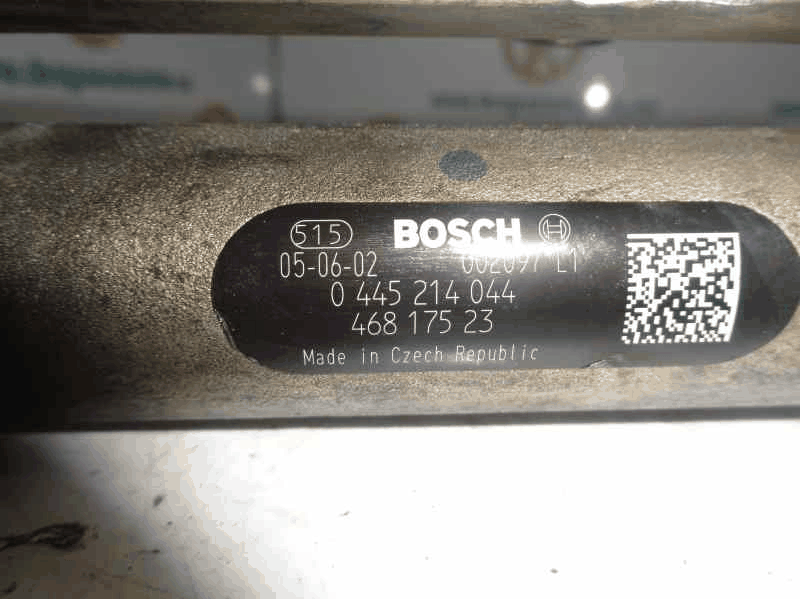 515 BOSCH
05-06-02 002097 L1
0 445 214 044
468 175 23
Made in Czech Republic